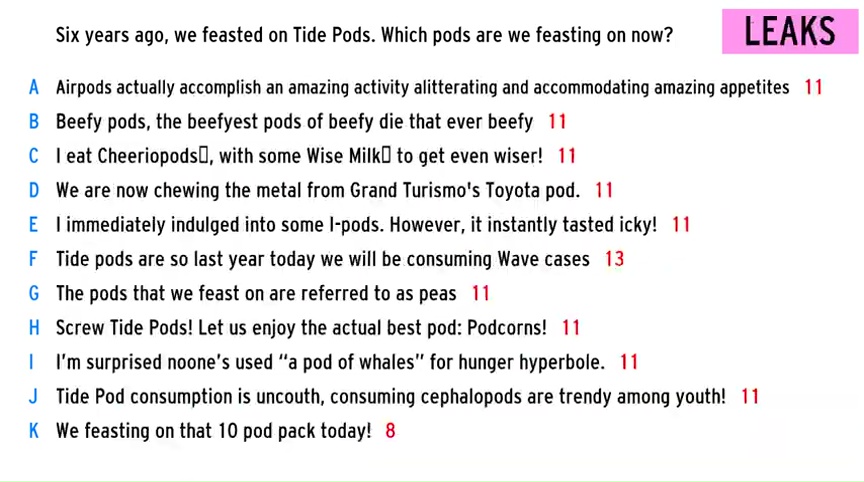 Six years ago, we feasted on Tide Pods. Which pods are we feasting on now?
LEAKS
A Airpods actually accomplish an amazing activity alitterating and accommodating amazing appetites 11
B Beefy pods, the beefyest pods of beefy die that ever beefy 11
C I eat Cheeriopods▯, with some Wise Milk▯ to get even wiser! 11
D We are now chewing the metal from Grand Turismo's Toyota pod. 11
E I immediately indulged into some I-pods. However, it instantly tasted icky! 11
F Tide pods are so last year today we will be consuming Wave cases 13
G The pods that we feast on are referred to as peas 11
H Screw Tide Pods! Let us enjoy the actual best pod: Podcorns! 11
I I'm surprised noone's used “a pod of whales” for hunger hyperbole. 11
J Tide Pod consumption is uncouth, consuming cephalopods are trendy among youth! 11
K We feasting on that 10 pod pack today! 8